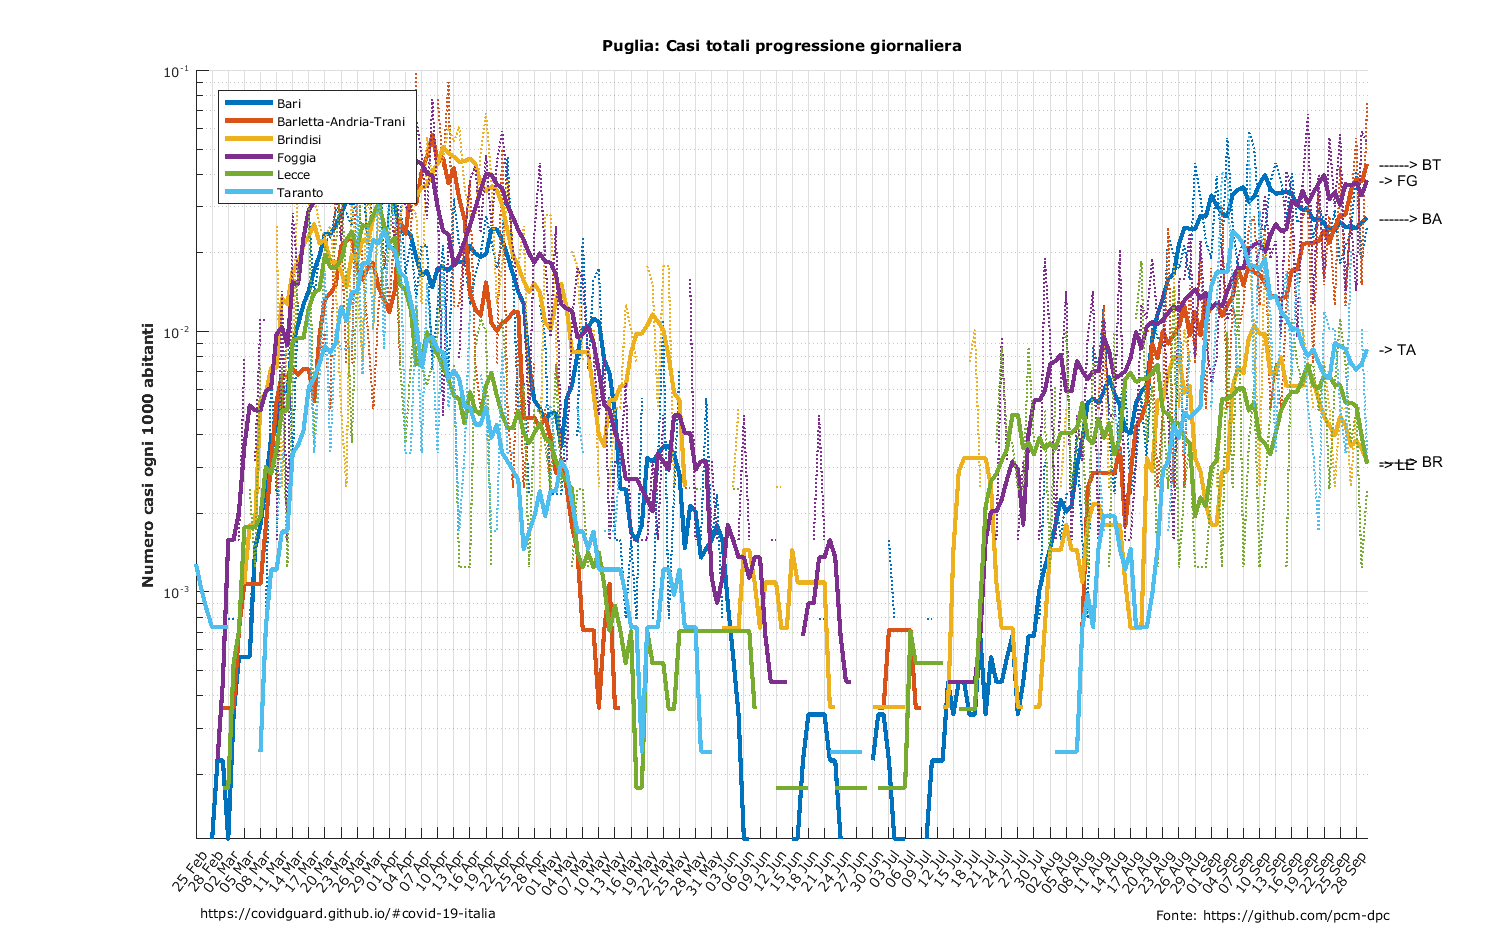 Puglia: Casi totali progressione giornaliera
Numero casi ogni 1000 abitanti
10-1
10-2
10-3
Bari
Barletta-Andria-Trani
Brindisi
Foggia
Lecce
Taranto
------> BT
-> FG
------> BA
-> TA
------> BR
-> LE
25 Feb
28 Feb
02 Mar
05 Mar
08 Mar
11 Mar
14 Mar
17 Mar
20 Mar
23 Mar
26 Mar
29 Mar
01 Apr
04 Apr
07 Apr
10 Apr
13 Apr
16 Apr
19 Apr
22 Apr
25 Apr
28 Apr
01 May
04 May
07 May
10 May
13 May
16 May
19 May
22 May
25 May
28 May
31 May
03 Jun
06 Jun
09 Jun
12 Jun
15 Jun
18 Jun
21 Jun
24 Jun
27 Jun
30 Jun
03 Jul
06 Jul
09 Jul
12 Jul
15 Jul
18 Jul
21 Jul
24 Jul
27 Jul
30 Jul
02 Aug
05 Aug
08 Aug
11 Aug
14 Aug
17 Aug
20 Aug
23 Aug
26 Aug
29 Aug
01 Sep
04 Sep
07 Sep
10 Sep
13 Sep
16 Sep
19 Sep
22 Sep
25 Sep
28 Sep
https://covidguard.github.io/#covid-19-italia
Fonte: https://github.com/pcm-dpc